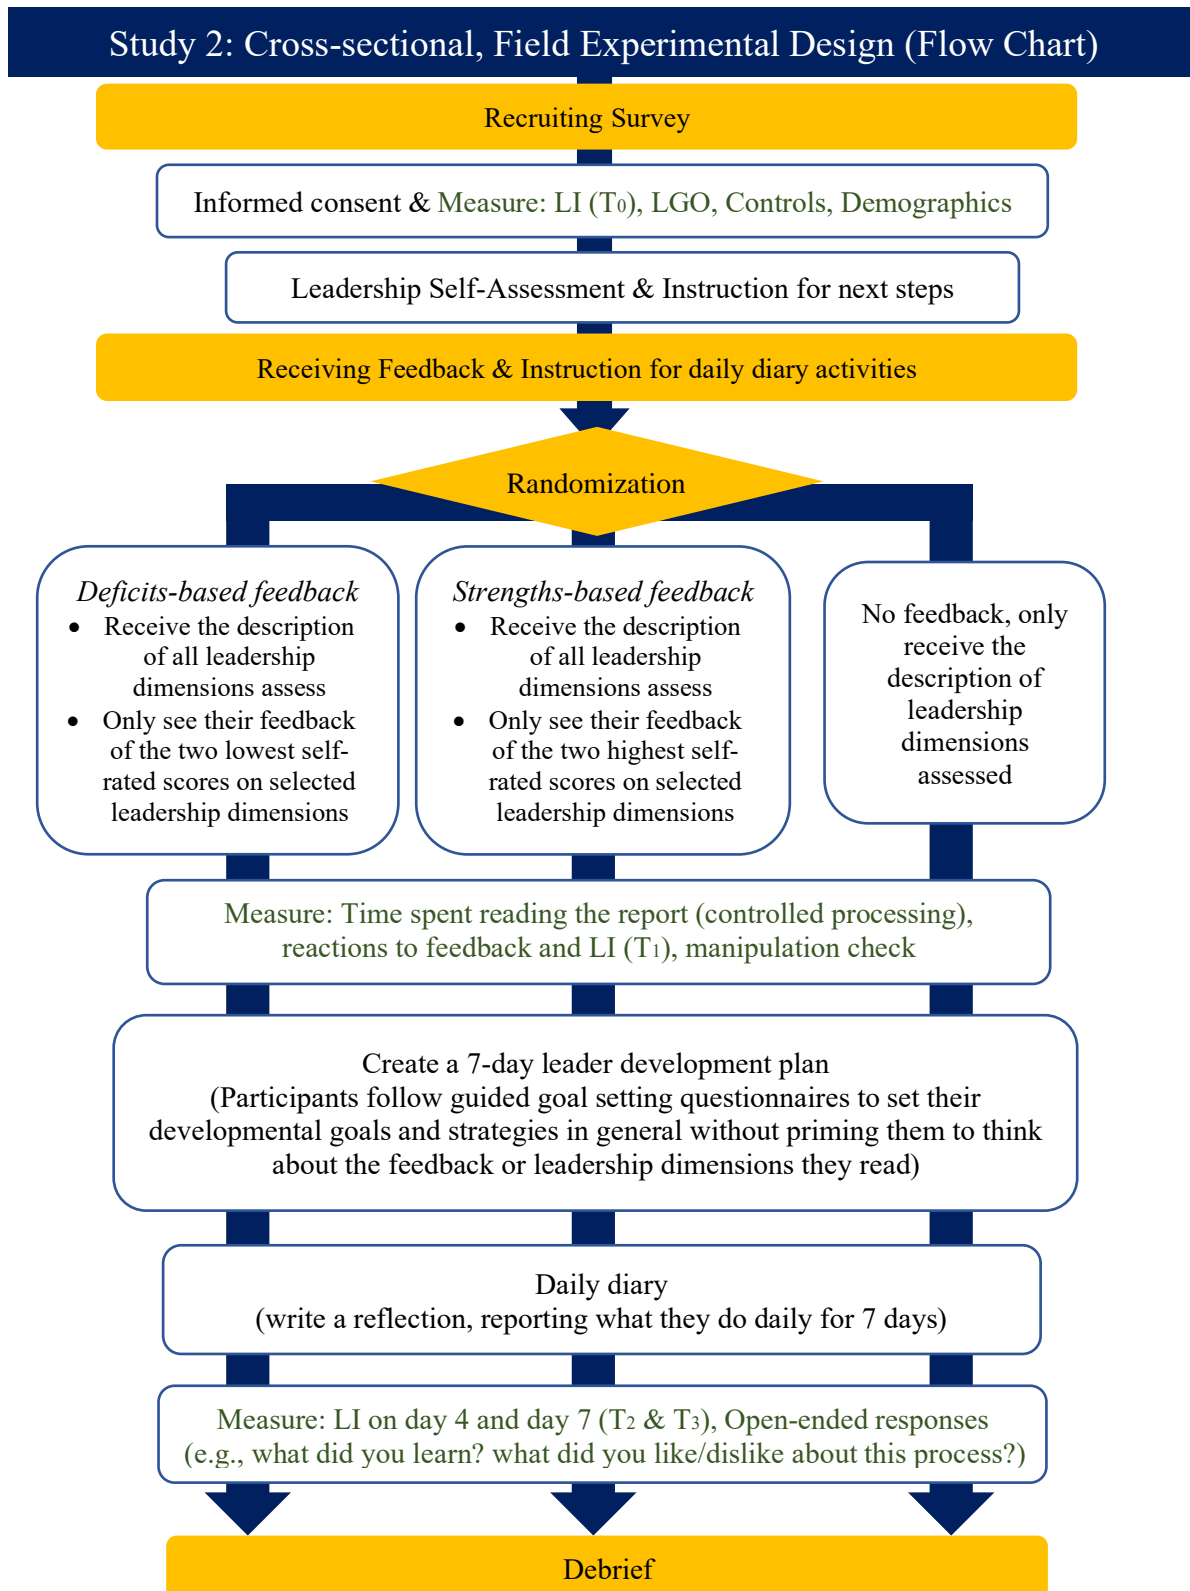 Study 2: Cross-sectional, Field Experimental Design (Flow Chart)
Recruiting Survey
Informed consent & Measure: LI (T0), LGO, Controls, Demographics
Leadership Self-Assessment & Instruction for next steps
Receiving Feedback & Instruction for daily diary activities
Randomization
Deficits-based feedback
• Receive the description
of all leadership
dimensions assess
• Only see their feedback
of the two lowest self-
rated scores on selected
leadership dimensions
Strengths-based feedback
• Receive the description
of all leadership
dimensions assess
• Only see their feedback
of the two highest self-
rated scores on selected
leadership dimensions
No feedback, only
receive the
description of
leadership
dimensions
assessed
Measure: Time spent reading the report (controlled processing),
reactions to feedback and LI (T1), manipulation check
Create a 7-day leader development plan
(Participants follow guided goal setting questionnaires to set their
developmental goals and strategies in general without priming them to think
about the feedback or leadership dimensions they read)
Daily diary
(write a reflection, reporting what they do daily for 7 days)
Measure: LI on day 4 and day 7 (T2 & T3), Open-ended responses
(e.g., what did you learn? what did you like/dislike about this process?)
Debrief